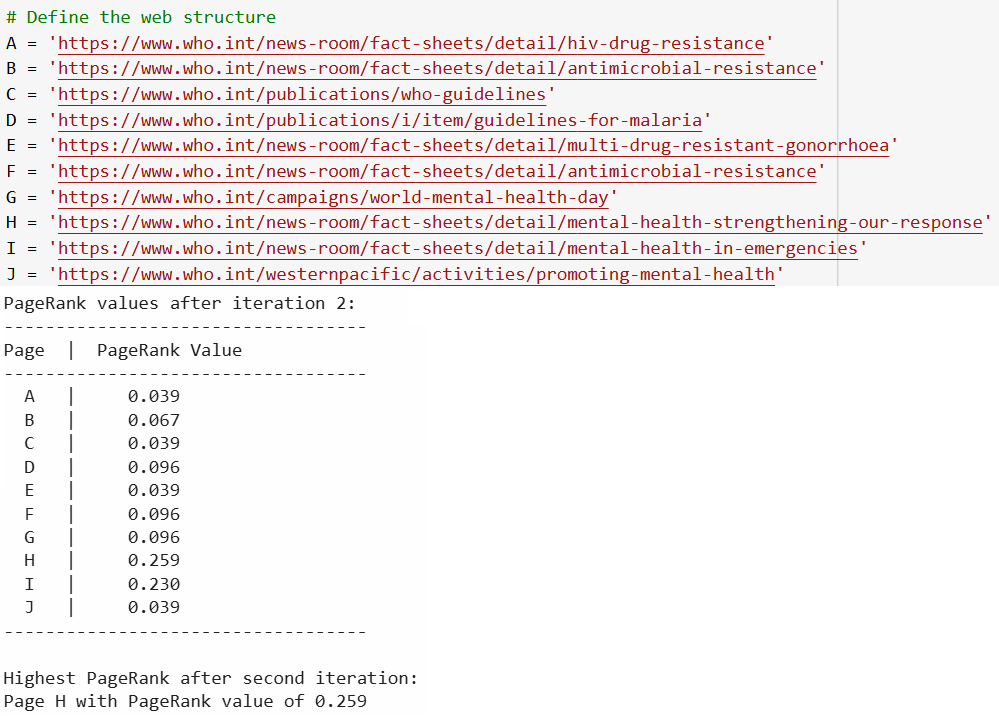 # Define the web structure
A = 'https://www.who.int/news-room/fact-sheets/detail/hiv-drug-resistance'
B = 'https://www.who.int/news-room/fact-sheets/detail/antimicrobial-resistance'
C = 'https://www.who.int/publications/who-guidelines'
D = 'https://www.who.int/publications/i/item/guidelines-for-malaria'
E = 'https://www.who.int/news-room/fact-sheets/detail/multi-drug-resistant-gonorrhoea'
F = 'https://www.who.int/news-room/fact-sheets/detail/antimicrobial-resistance'
G = 'https://www.who.int/campaigns/world-mental-health-day'
H = 'https://www.who.int/news-room/fact-sheets/detail/mental-health-strengthening-our-response'
I = 'https://www.who.int/news-room/fact-sheets/detail/mental-health-in-emergencies'
J = 'https://www.who.int/westernpacific/activities/promoting-mental-health'
PageRank values after iteration 2:
-----------------------------------
Page | PageRank Value
-----------------------------------
A | 0.039
B | 0.067
C | 0.039
D | 0.096
E | 0.039
F | 0.096
G | 0.096
H | 0.259
I | 0.230
J | 0.039
-----------------------------------
Highest PageRank after second iteration:
Page H with PageRank value of 0.259